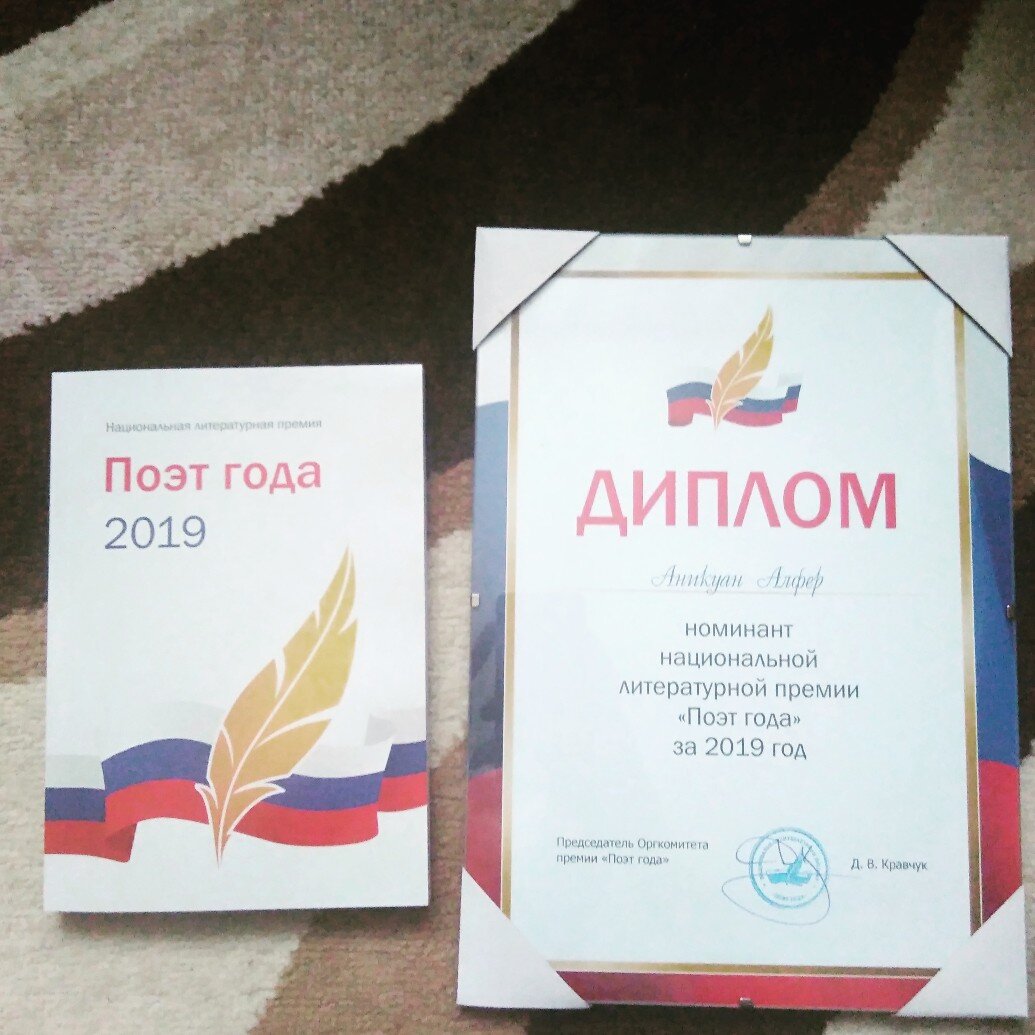 Национальная литературная премия
Поэт года
2019
ДИПЛОМ
Аникуан Алфер
номинант
национальной
литературной премии
«Поэт года»
за 2019 год
Председатель Оргкомитета
премии «Поэт года»
Д. В. Кравчук